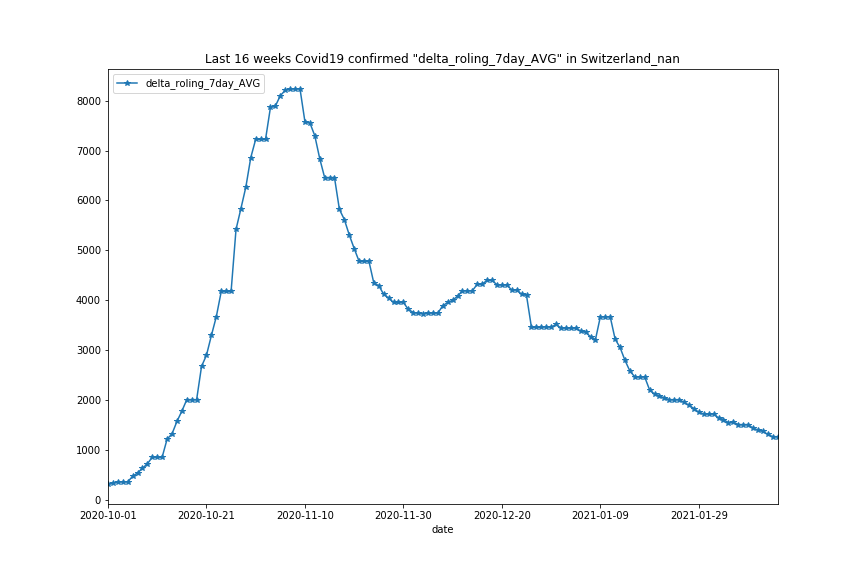 Last 16 weeks Covid19 confirmed "delta_roling_7day_AVG" in Switzerland_nan
delta_roling_7day_AVG
8000
7000
6000
5000
4000
3000
2000
1000
0
2020-10-01 2020-10-21 2020-11-10 2020-11-30 2020-12-20 2021-01-09 2021-01-29
date